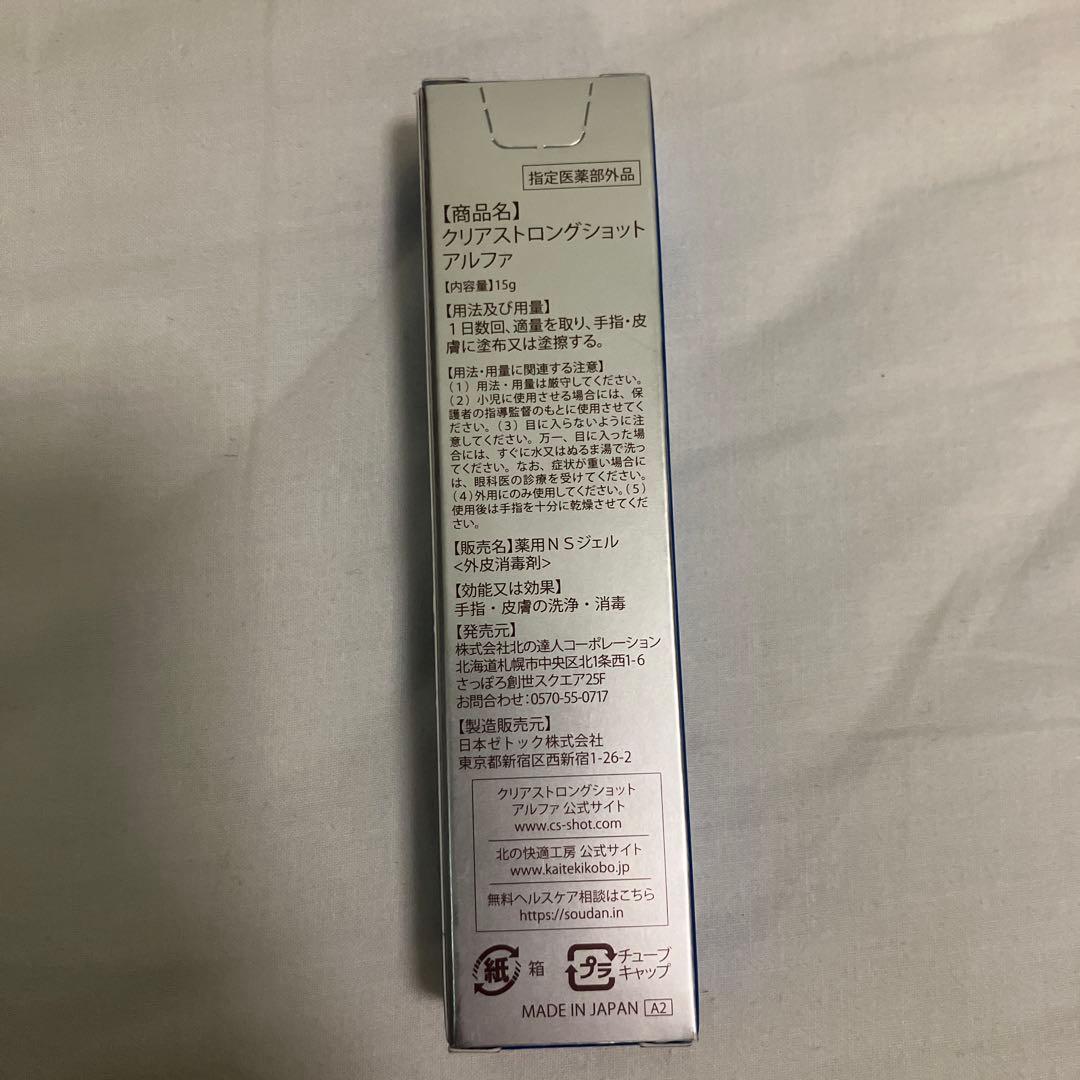 指定医薬部外品
【商品名】
クリアストロングショット
アルファ
【内容量】15g
【用法及び用量】
1日数回、適量を取り、手指・皮
膚に塗布又は塗擦する。
【用法・用量に関連する注意】
(1) 用法・用量は厳守してください。
(2) 小児に使用させる場合には、保
護者の指導監督のもとに使用させてく
ださい。(3) 目に入らないように注
意してください。万一、目に入った場
合には、すぐに水又はぬるま湯で洗っ
てください。なお、症状が重い場合に
は、眼科医の診療を受けてください。
(4)外用にのみ使用してください。(5)
使用後は手指を十分に乾燥させてくだ
さい。
【販売名】薬用NSジェル
<外皮消毒剤>
【効能又は効果】
手指・皮膚の洗浄・消毒
【発売元】
株式会社北の達人コーポレーション
北海道札幌市中央区北1条西1-6
さっぽろ創世スクエア25F
お問合わせ:0570-55-0717
【製造販売元】
日本ゼトック株式会社
東京都新宿区西新宿1-26-2
クリアストロングショット
アルファ 公式サイト
www.cs-shot.com
北の快適工房 公式サイト
www.kaitekikobo.jp
無料ヘルスケア相談はこちら
https://soudan.in
紙 箱
プラ チューブ
キャップ
MADE IN JAPAN A2